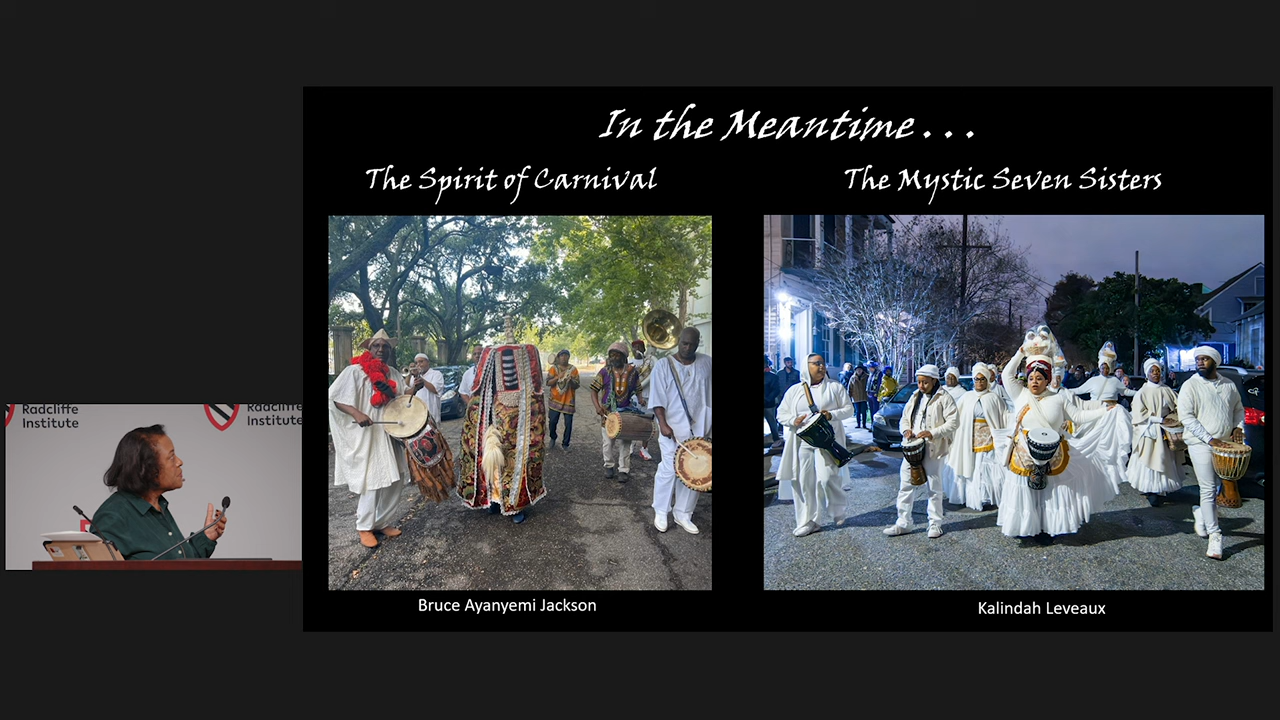 In the Meantime . . .
The Spirit of Carnival
The Mystic Seven Sisters
Bruce Ayanyemi Jackson
Kalindah Leveaux
Radcliffe
Institute
Radcliffe
Institute